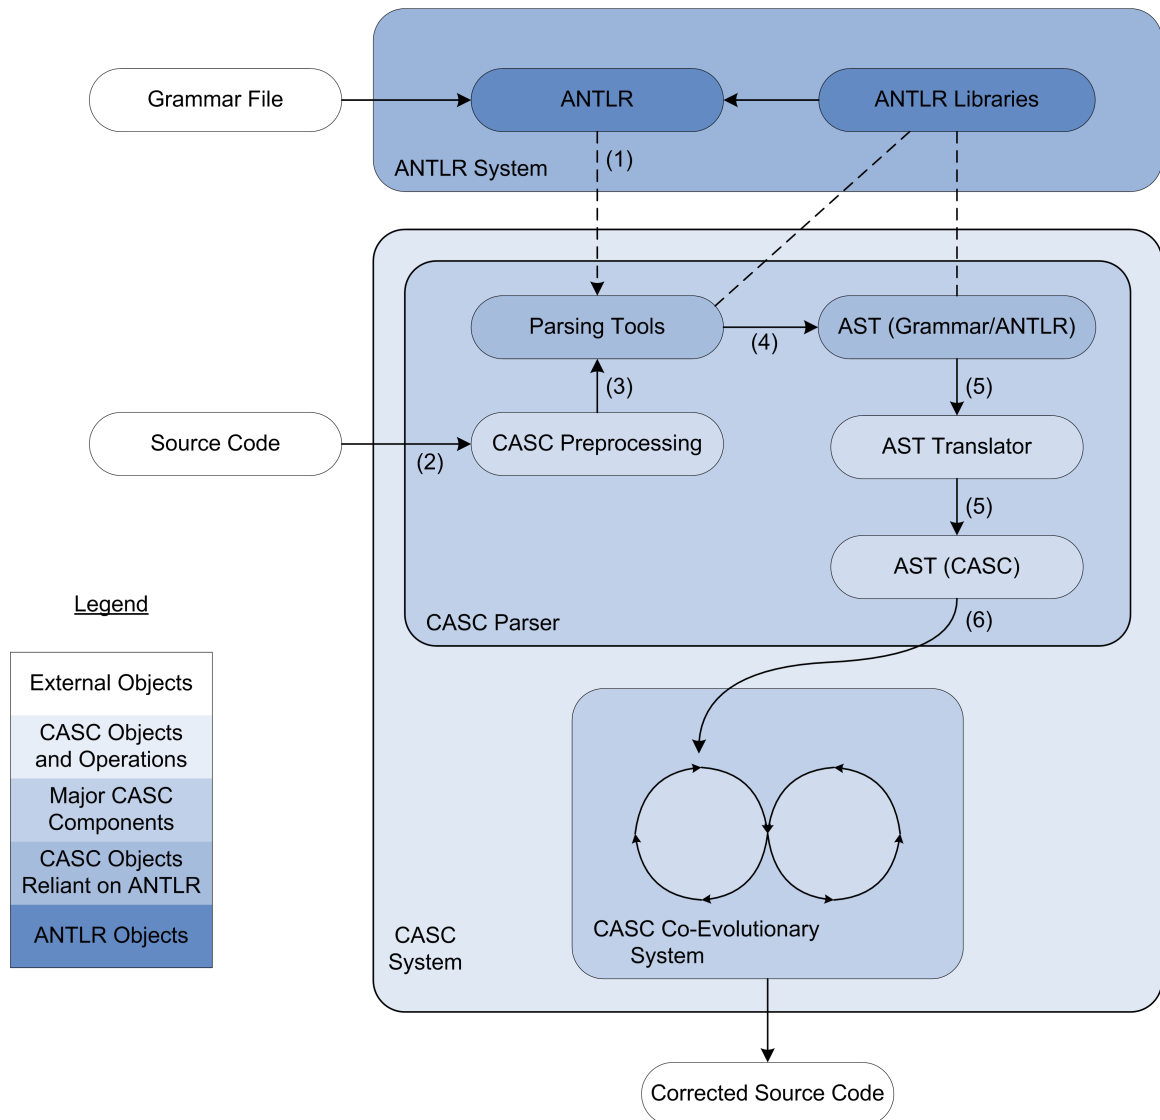 Grammar File
ANTLR
ANTLR Libraries
(1)
ANTLR System
Parsing Tools
(4)
AST (Grammar/ANTLR)
(3)
(5)
Source Code
(2)
CASC Preprocessing
AST Translator
(5)
AST (CASC)
CASC Parser
(6)
Legend
External Objects
CASC Objects
and Operations
Major CASC
Components
CASC Objects
Reliant on ANTLR
ANTLR Objects
CASC Co-Evolutionary
System
CASC
System
Corrected Source Code